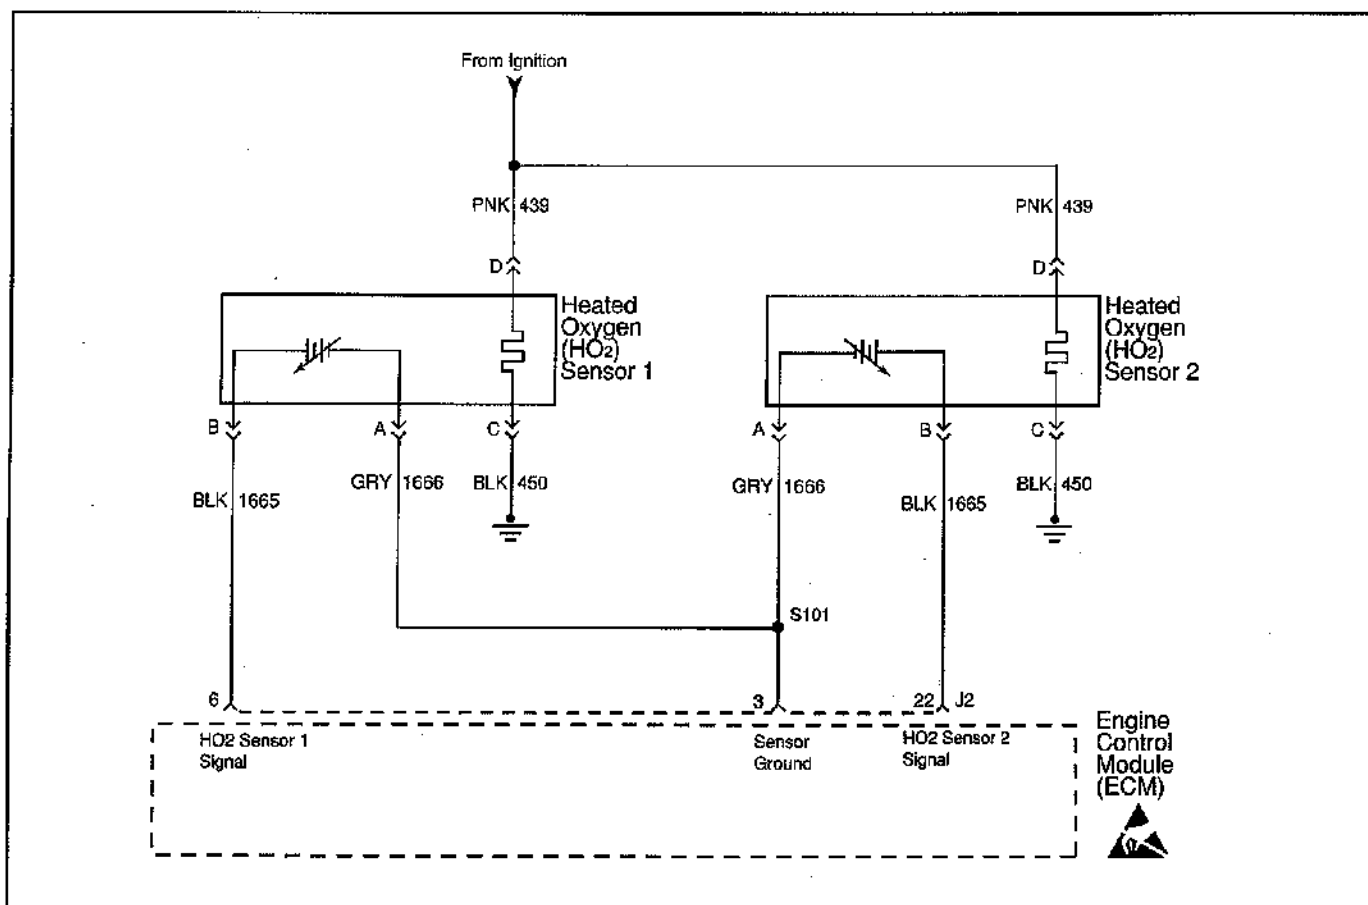 From Ignition
PNK 439
PNK 439
D
D
Heated
Oxygen
(HO2)
Sensor 1
Heated
Oxygen
(HO2)
Sensor 2
B
A
C
A
B
C
BLK 1665
GRY 1666
BLK 450
GRY 1666
BLK 1665
BLK 450
S101
6
3
22 J2
HO2 Sensor 1
Signal
Sensor
Ground
HO2 Sensor 2
Signal
Engine
Control
Module
(ECM)